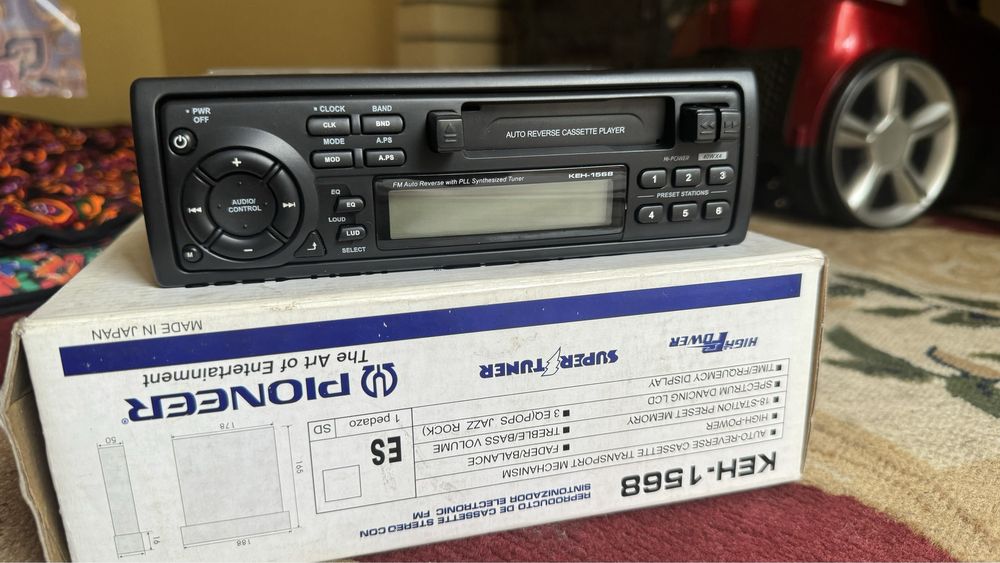 PWR
OFF
CLOCK
CLK
BAND
BND
MODE
MOD
A.PS
A.PS
+
AUDIO/
CONTROL
−
M
EQ
EQ
LOUD
LUD
SELECT
AUTO REVERSE CASSETTE PLAYER
FM Auto Reverse with PLL Synthesized Tuner
KEH-1568
HI-POWER 40WX4
1 2 3
PRESET STATIONS
4 5 6
KEH-1568
REPRODUCTO DE CASSETTE STEREO CON
SINTONIZADOR ELECTRONIC FM
AUTO-REVERSE CASSETTE TRANSPORT MECHANISM
HIGH-POWER
18-STATION PRESET MEMORY
SPECTRUM DANCING LCD
TIME/FRQUENCY DISPLAY
FADER/BALANCE
TREBLE/BASS VOLUME
3 EQ(POPS JAZZ ROCK)
ES
1 pedazo
SD
HIGH POWER
SUPER TUNER
PIONEER®
The Art of Entertainment
MADE IN JAPAN
188
165
178
16
50